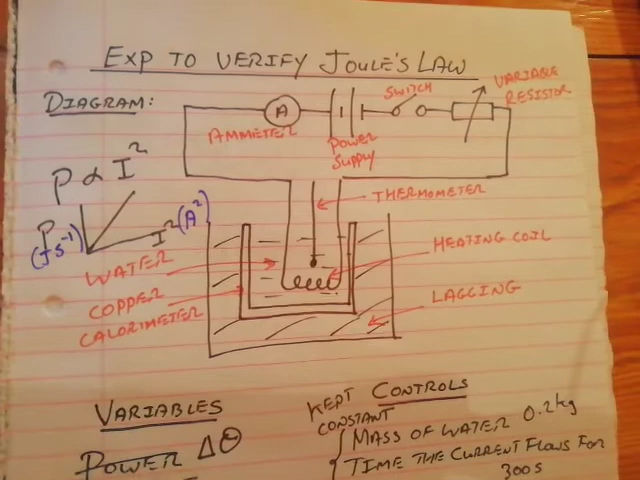 EXP TO VERIFY JOULE'S LAW
DIAGRAM:
A
AMMETER
POWER
SUPPLY
SWITCH
VARIABLE
RESISTOR
P ∝ I²
P
(Js⁻¹)
I² (A²)
THERMOMETER
WATER
HEATING COIL
COPPER
CALORIMETER
LAGGING
VARIABLES
POWER Δθ
KEPT CONTROLS
CONSTANT
MASS OF WATER 0.2kg
TIME THE CURRENT FLOWS FOR
300s